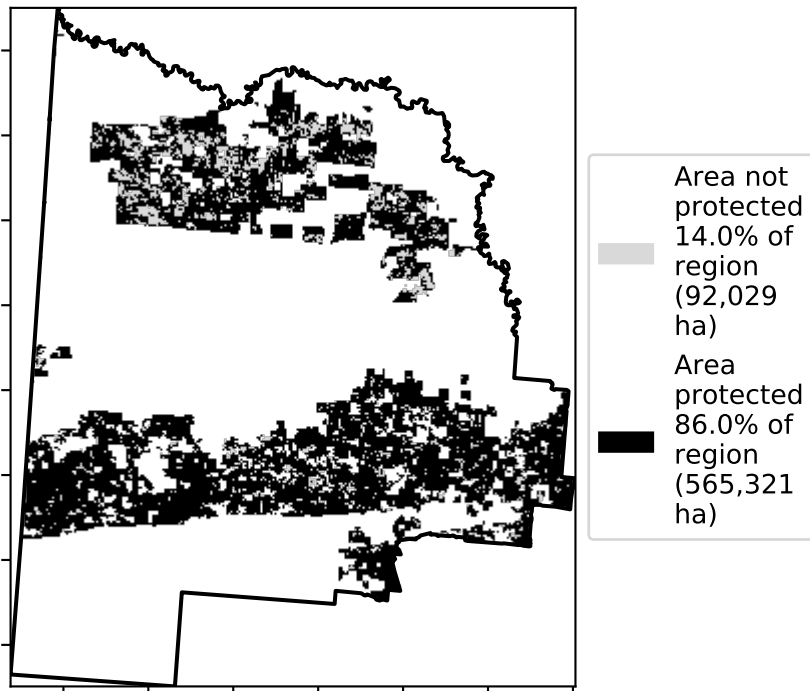 Area not
protected
14.0% of
region
(92,029
ha)
Area
protected
86.0% of
region
(565,321
ha)